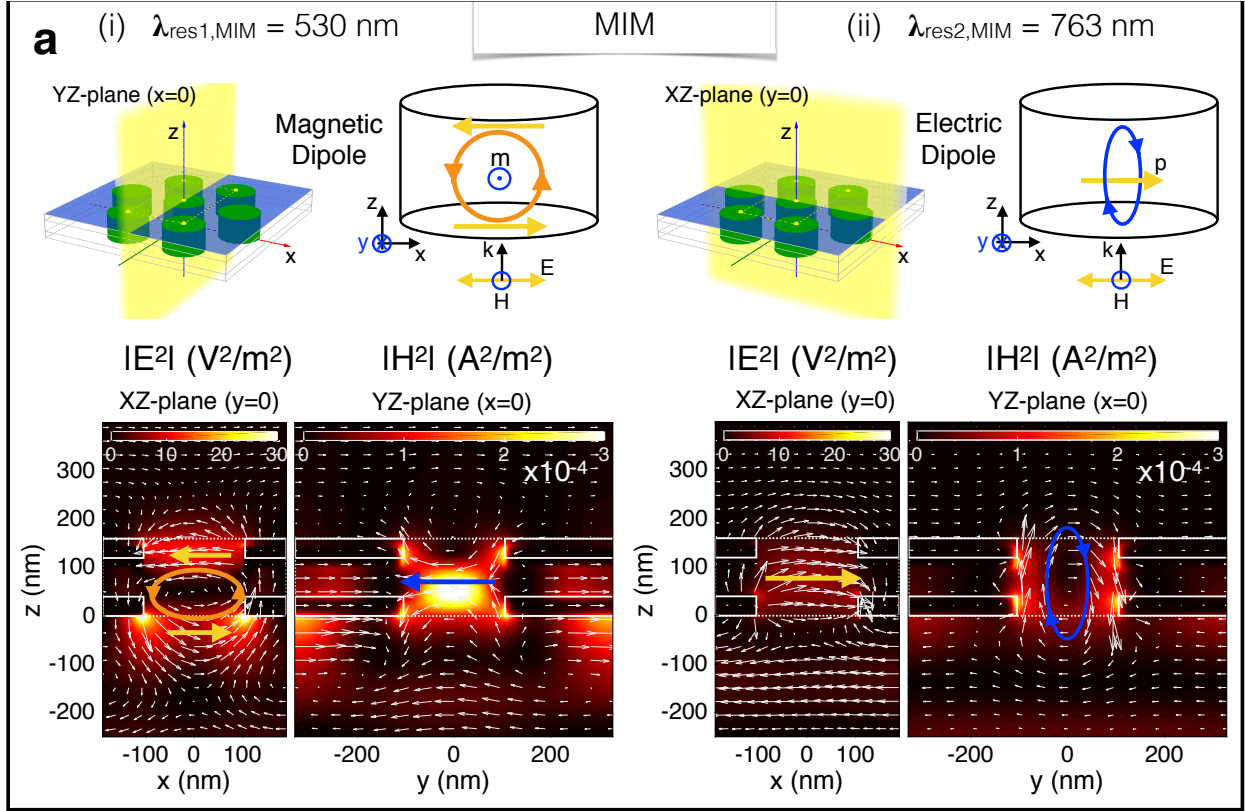 a
(i) λres1,MIM = 530 nm
MIM
(ii) λres2,MIM = 763 nm
YZ-plane (x=0)
z
x
Magnetic
Dipole
m
z
y
x
k
E
H
XZ-plane (y=0)
z
x
Electric
Dipole
p
z
y
x
k
E
H
|E²| (V²/m²)
XZ-plane (y=0)
0 10 20 30
z (nm)
300
200
100
0
-100
-200
-100 0 100
x (nm)
|H²| (A²/m²)
YZ-plane (x=0)
0 1 2 3
x10⁻⁴
-200 0 200
y (nm)
|E²| (V²/m²)
XZ-plane (y=0)
0 10 20 30
z (nm)
300
200
100
0
-100
-200
-100 0 100
x (nm)
|H²| (A²/m²)
YZ-plane (x=0)
0 1 2 3
x10⁻⁴
-200 0 200
y (nm)